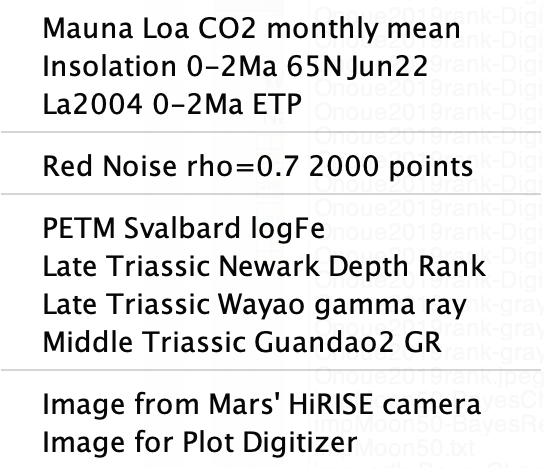 Mauna Loa CO2 monthly mean
Insolation 0-2Ma 65N Jun22
La2004 0-2Ma ETP
Red Noise rho=0.7 2000 points
PETM Svalbard logFe
Late Triassic Newark Depth Rank
Late Triassic Wayao gamma ray
Middle Triassic Guandao2 GR
Image from Mars' HiRISE camera
Image for Plot Digitizer